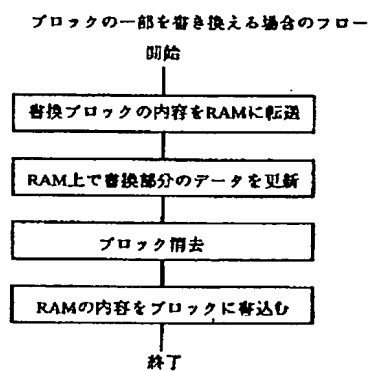 ブロックの一部を書き換える場合のフロー
開始
書換ブロックの内容をRAMに転送
RAM上で書換部分のデータを更新
ブロック消去
RAMの内容をブロックに書込む
終了